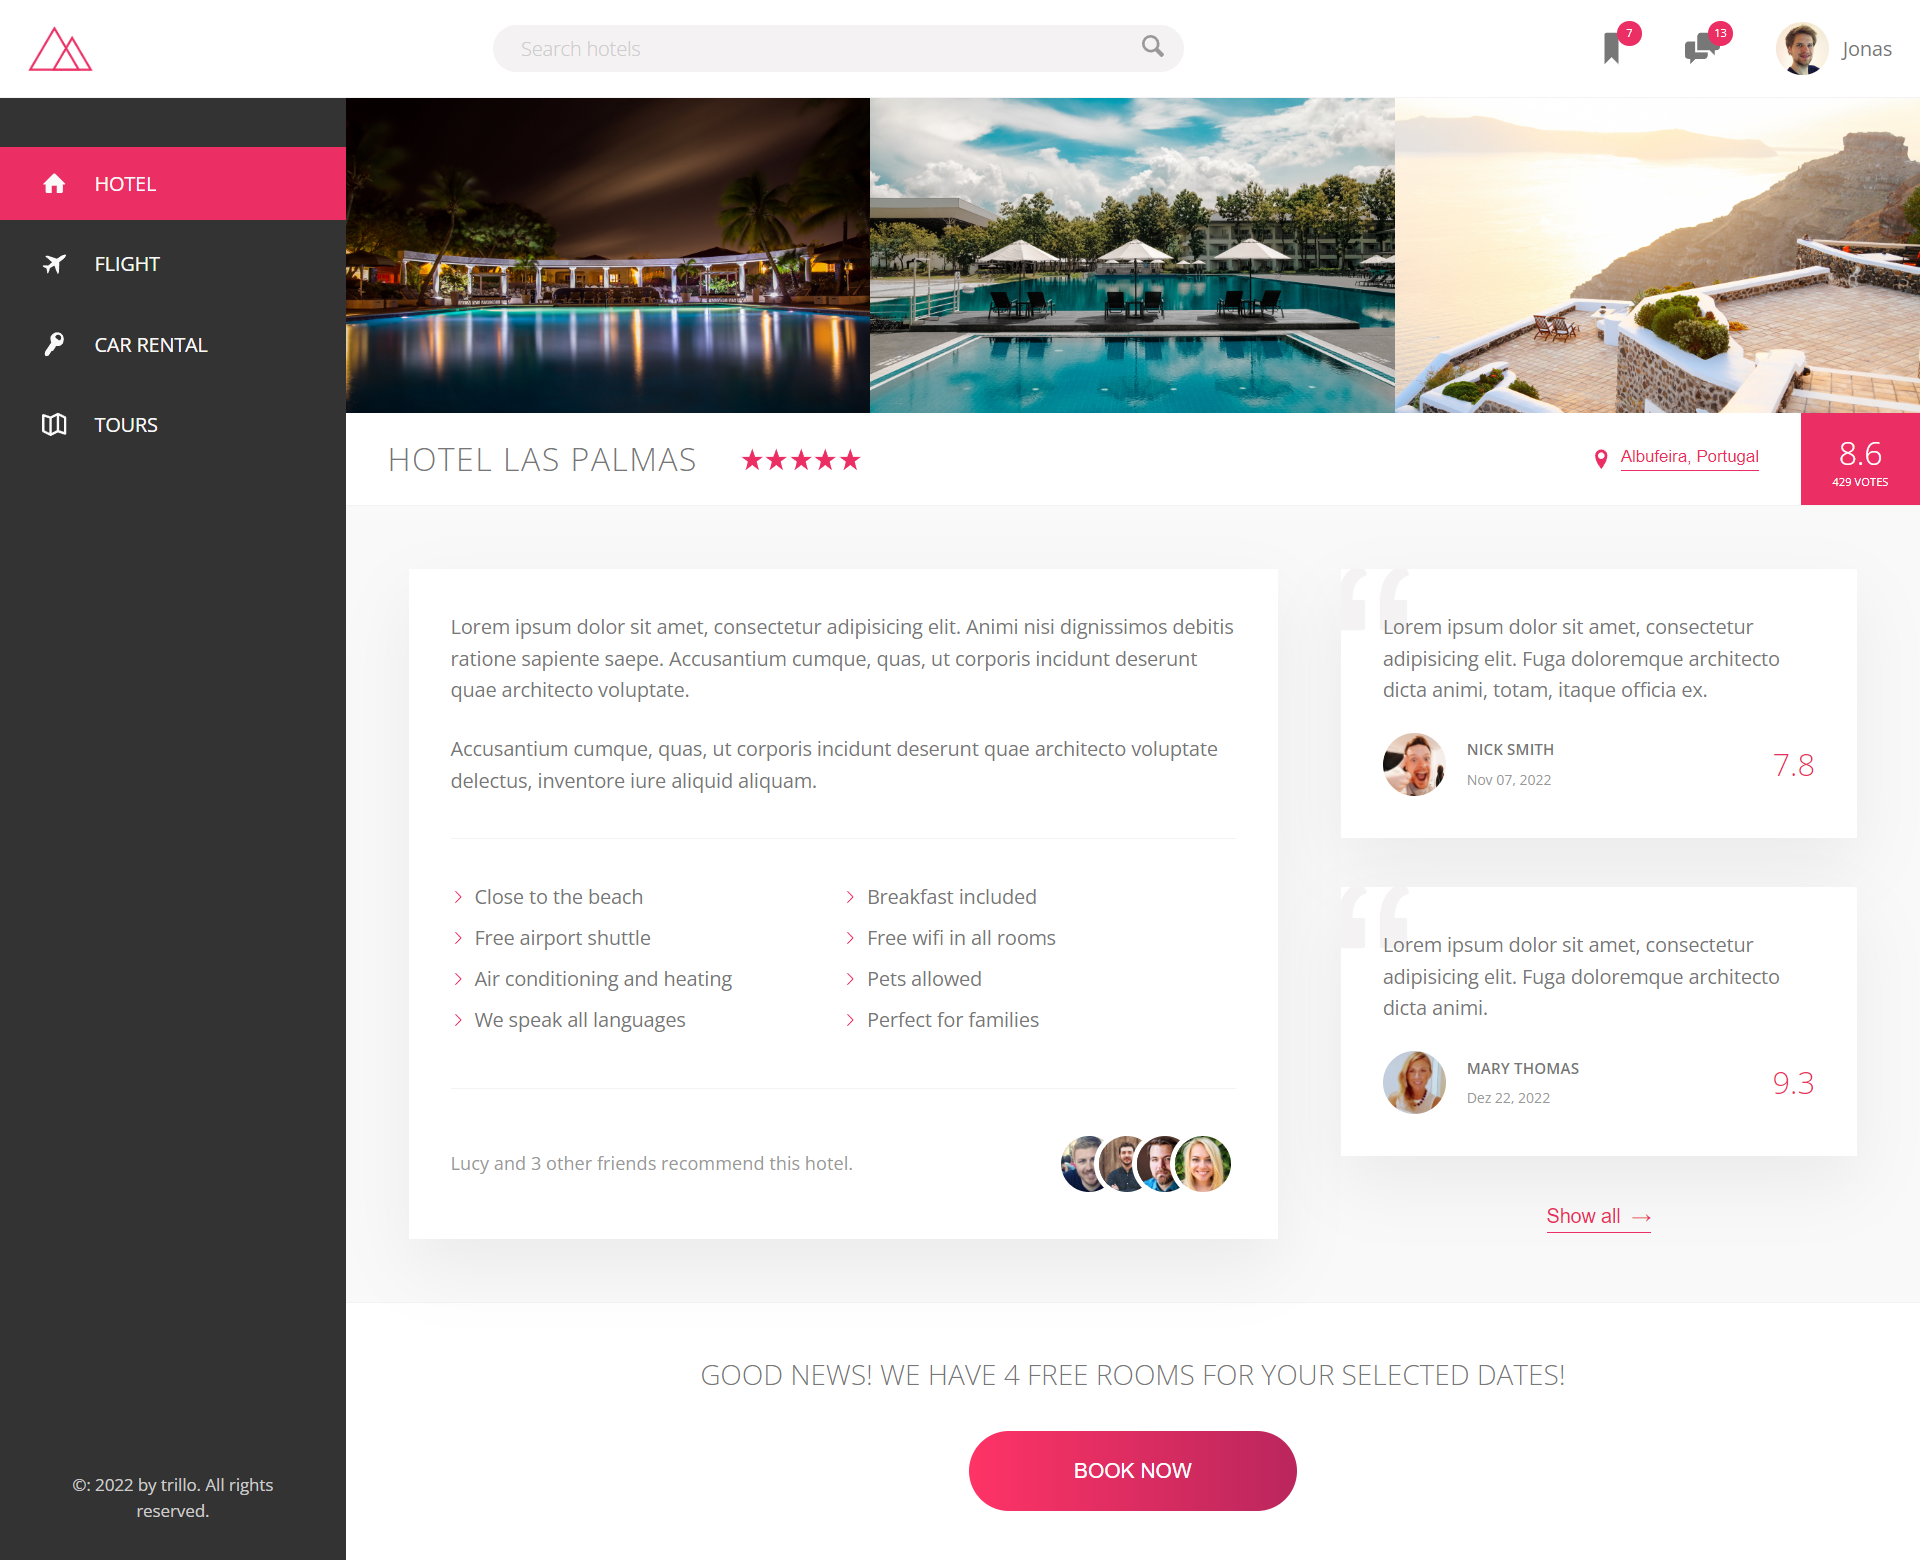 Search hotels
7
13
Jonas
HOTEL
FLIGHT
CAR RENTAL
TOURS
©: 2022 by trillo. All rights
reserved.
HOTEL LAS PALMAS ★★★★★
Albufeira, Portugal
8.6
429 VOTES
Lorem ipsum dolor sit amet, consectetur adipisicing elit. Animi nisi dignissimos debitis
ratione sapiente saepe. Accusantium cumque, quas, ut corporis incidunt deserunt
quae architecto voluptate.
Accusantium cumque, quas, ut corporis incidunt deserunt quae architecto voluptate
delectus, inventore iure aliquid aliquam.
Close to the beach
Breakfast included
Free airport shuttle
Free wifi in all rooms
Air conditioning and heating
Pets allowed
We speak all languages
Perfect for families
Lucy and 3 other friends recommend this hotel.
“
Lorem ipsum dolor sit amet, consectetur
adipisicing elit. Fuga doloremque architecto
dicta animi, totam, itaque officia ex.
NICK SMITH
Nov 07, 2022
7.8
“
Lorem ipsum dolor sit amet, consectetur
adipisicing elit. Fuga doloremque architecto
dicta animi.
MARY THOMAS
Dez 22, 2022
9.3
Show all →
GOOD NEWS! WE HAVE 4 FREE ROOMS FOR YOUR SELECTED DATES!
BOOK NOW